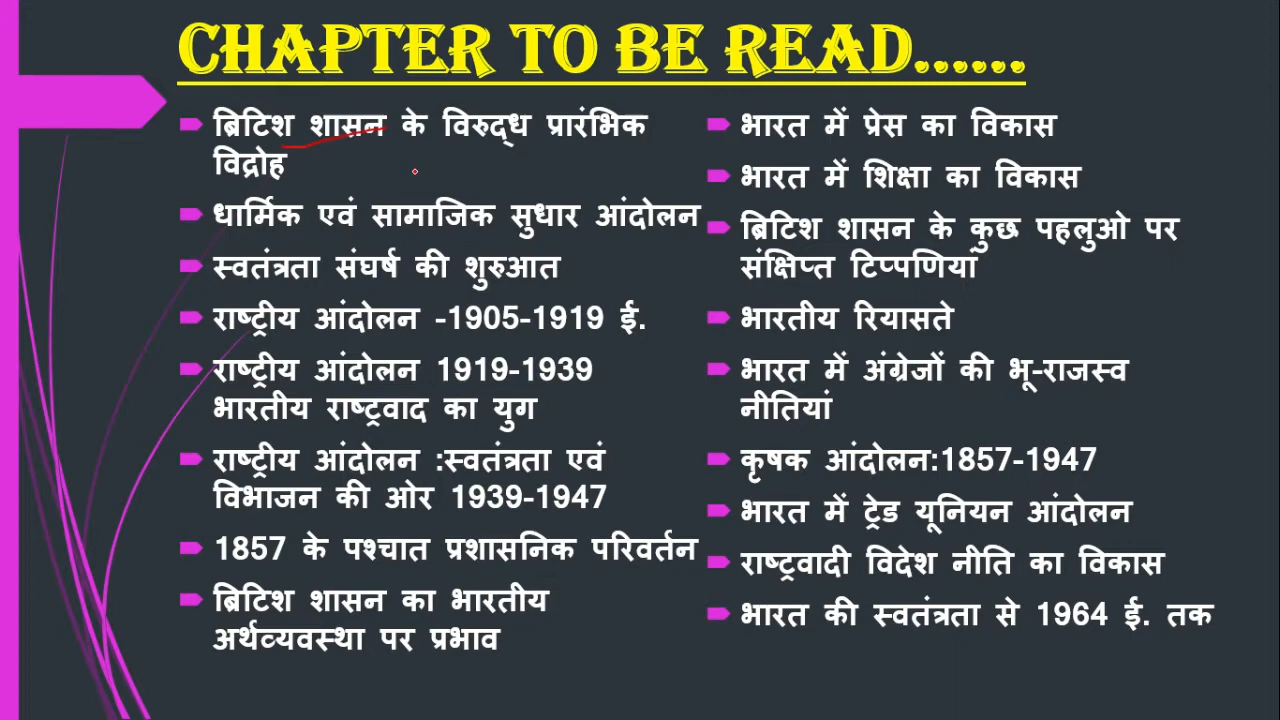 CHAPTER TO BE READ......
ब्रिटिश शासन के विरुद्ध प्रारंभिक
विद्रोह
धार्मिक एवं सामाजिक सुधार आंदोलन
स्वतंत्रता संघर्ष की शुरुआत
राष्ट्रीय आंदोलन -1905-1919 ई.
राष्ट्रीय आंदोलन 1919-1939
भारतीय राष्ट्रवाद का युग
राष्ट्रीय आंदोलन :स्वतंत्रता एवं
विभाजन की ओर 1939-1947
1857 के पश्चात प्रशासनिक परिवर्तन
ब्रिटिश शासन का भारतीय
अर्थव्यवस्था पर प्रभाव
भारत में प्रेस का विकास
भारत में शिक्षा का विकास
ब्रिटिश शासन के कुछ पहलुओ पर
संक्षिप्त टिप्पणियां
भारतीय रियासते
भारत में अंग्रेजों की भू-राजस्व
नीतियां
कृषक आंदोलन:1857-1947
भारत में ट्रेड यूनियन आंदोलन
राष्ट्रवादी विदेश नीति का विकास
भारत की स्वतंत्रता से 1964 ई. तक